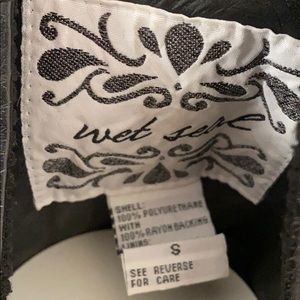 wet seal
SHELL:
100% POLYURETHANE
WITH
100% RAYON BACKING
LINING:
S
SEE REVERSE
FOR CARE